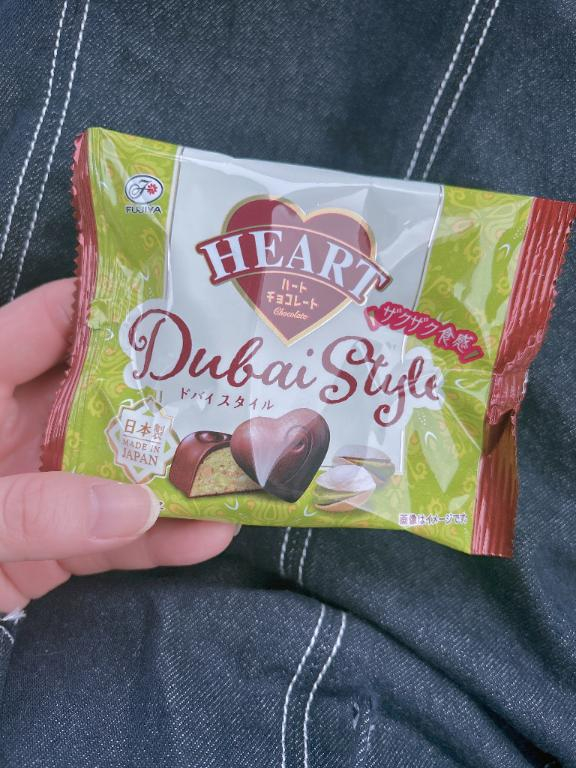 FUJIYA
HEART
ハート
チョコレート
Chocolate
ザクザク食感
Dubai Style
ドバイスタイル
日本製
MADE IN
JAPAN
画像はイメージです